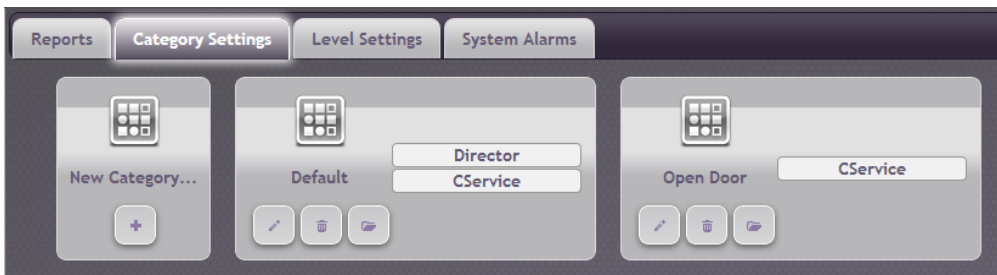 Reports
Category Settings
Level Settings
System Alarms
New Category...
Default
Director
CService
Open Door
CService